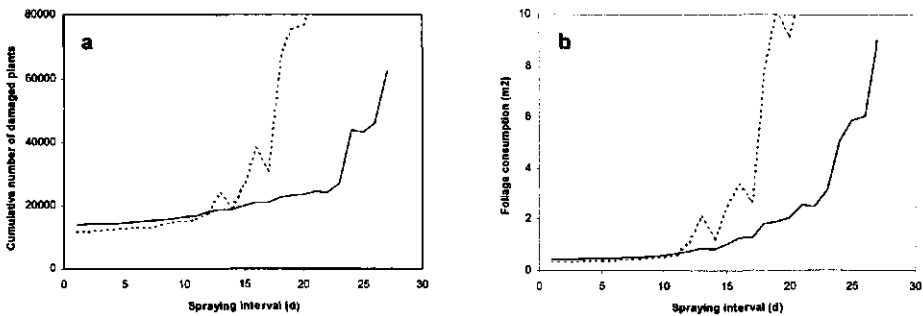 a
Cumulative number of damaged plants
80000
60000
40000
20000
0
0 5 10 15 20 25 30
Spraying interval (d)
b
Foliage consumption (m2)
10
8
6
4
2
0
0 5 10 15 20 25 30
Spraying interval (d)